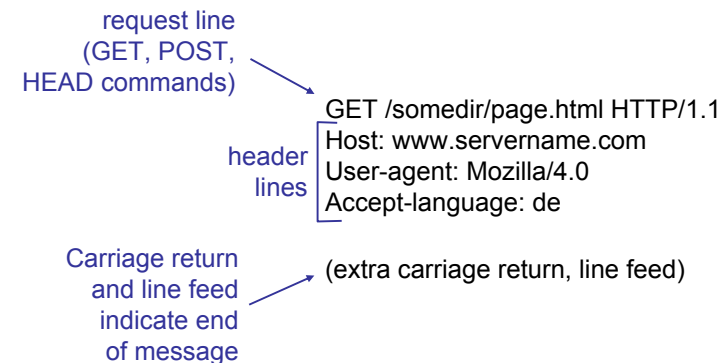 request line
(GET, POST,
HEAD commands)
GET /somedir/page.html HTTP/1.1
Host: www.servername.com
User-agent: Mozilla/4.0
Accept-language: de
header
lines
Carriage return
and line feed
indicate end
of message
(extra carriage return, line feed)